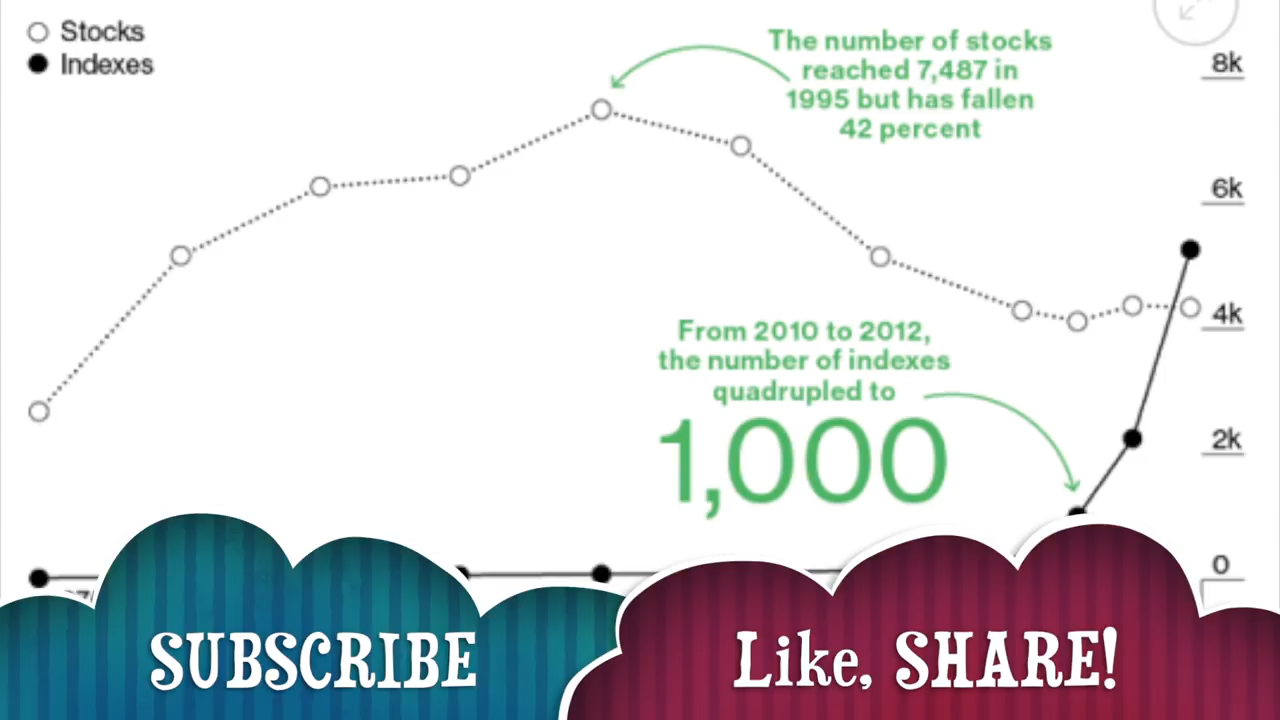 Stocks
Indexes
The number of stocks
reached 7,487 in
1995 but has fallen
42 percent
8k
6k
4k
2k
0
From 2010 to 2012,
the number of indexes
quadrupled to
1,000
SUBSCRIBE
Like, SHARE!